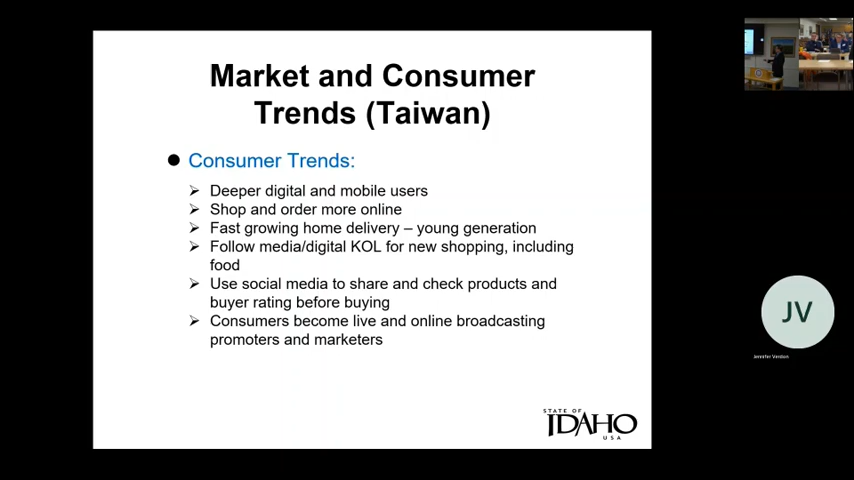 Market and Consumer
Trends (Taiwan)
Consumer Trends:
Deeper digital and mobile users
Shop and order more online
Fast growing home delivery – young generation
Follow media/digital KOL for new shopping, including
food
Use social media to share and check products and
buyer rating before buying
Consumers become live and online broadcasting
promoters and marketers
STATE OF
IDAHO
USA
JV
Jennifer Verdon